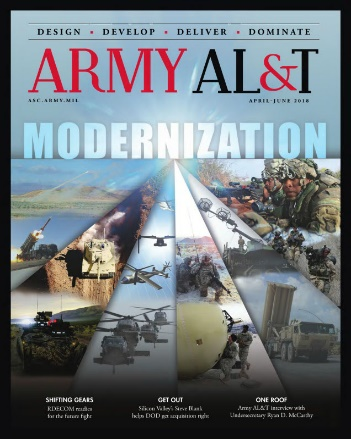 DESIGN • DEVELOP • DELIVER • DOMINATE
ARMY AL&T
ASC.ARMY.MIL
APRIL-JUNE 2018
MODERNIZATION
SHIFTING GEARS
RDECOM readies
for the future fight
GET OUT
Silicon Valley's Steve Blank
helps DOD get acquisition right
ONE ROOF
Army AL&T interview with
Undersecretary Ryan D. McCarthy